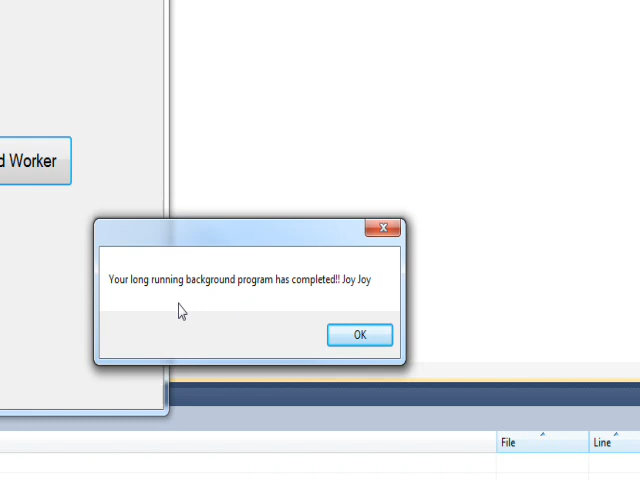 d Worker
Your long running background program has completed!! Joy Joy
OK
File
Line